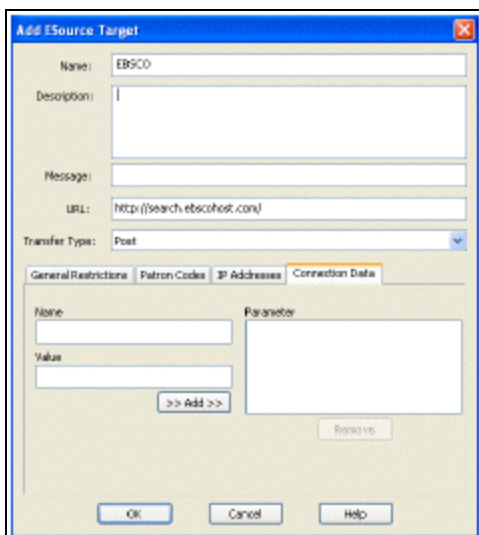 Add ESource Target
Name: EBSCO
Description:
Message:
URL: http://search.ebscohost.com/
Transfer Type: Post
General Restrictions Patron Codes IP Addresses Connection Data
Name Parameter
Value
>> Add >>
Remove
OK Cancel Help